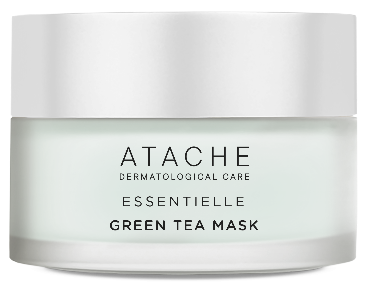 ATACHE
DERMATOLOGICAL CARE
ESSENTIELLE
GREEN TEA MASK